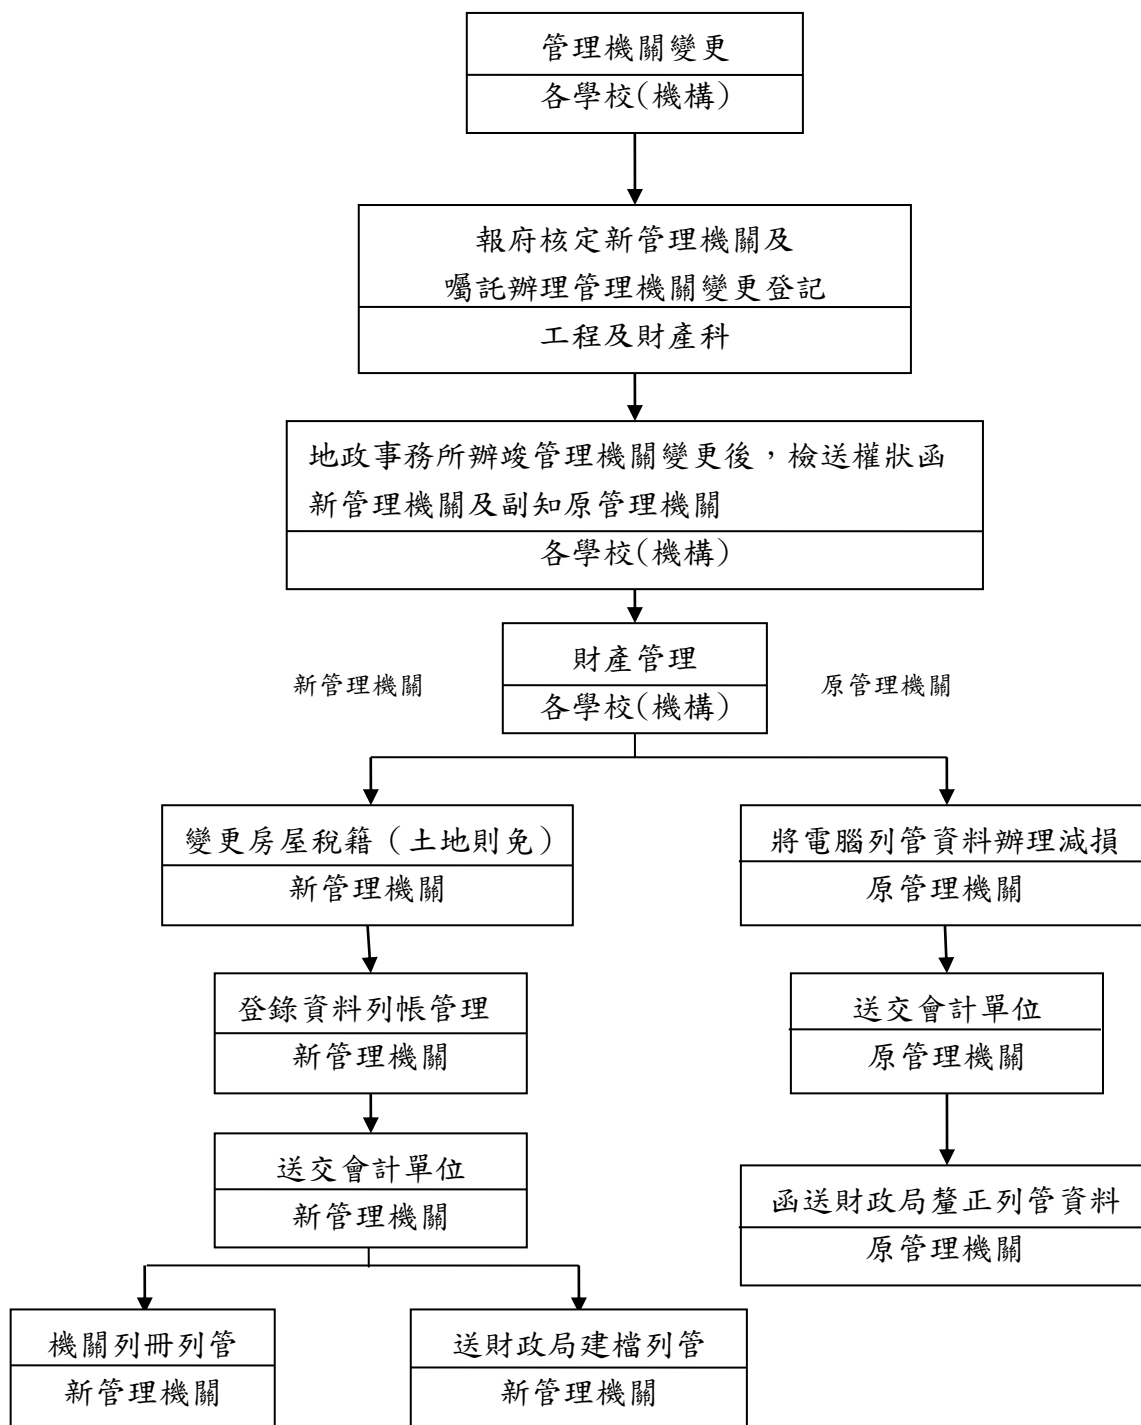 管理機關變更
各學校(機構)
報府核定新管理機關及
囑託辦理管理機關變更登記
工程及財產科
地政事務所辦竣管理機關變更後，檢送權狀函
新管理機關及副知原管理機關
各學校(機構)
財產管理
各學校(機構)
新管理機關
原管理機關
變更房屋稅籍（土地則免）
新管理機關
將電腦列管資料辦理減損
原管理機關
登錄資料列帳管理
新管理機關
送交會計單位
原管理機關
送交會計單位
新管理機關
函送財政局釐正列管資料
原管理機關
機關列冊列管
新管理機關
送財政局建檔列管
新管理機關